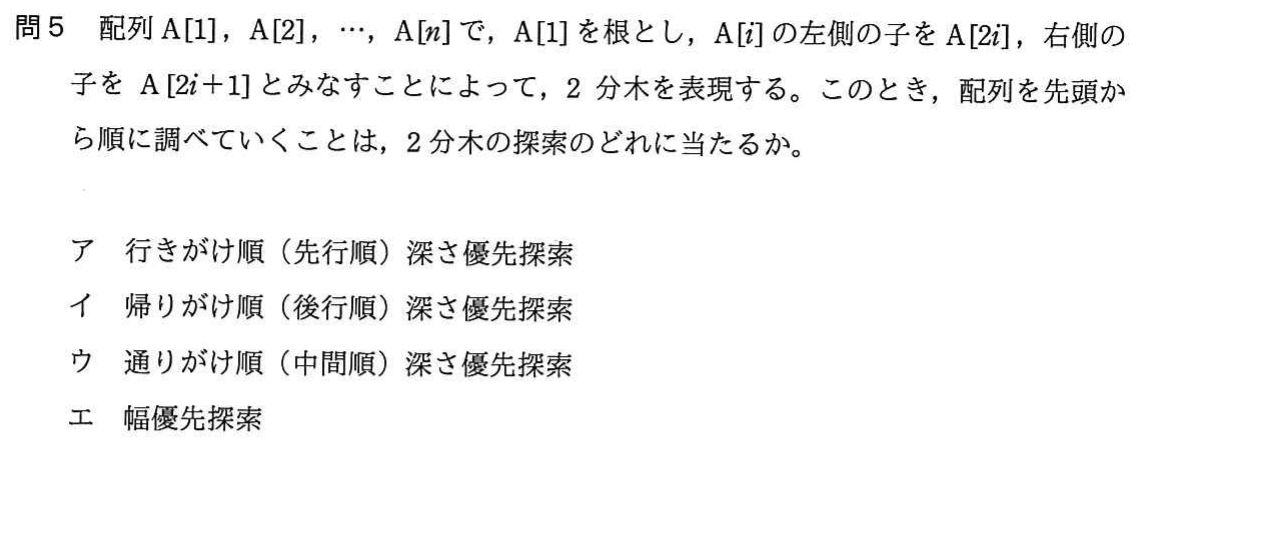 問5 配列 A[1]，A[2]，…，A[n]で，A[1]を根とし，A[i]の左側の子を A[2i]，右側の
子を A[2i＋1]とみなすことによって，2 分木を表現する。このとき，配列を先頭か
ら順に調べていくことは，2 分木の探索のどれに当たるか。
ア 行きがけ順（先行順）深さ優先探索
イ 帰りがけ順（後行順）深さ優先探索
ウ 通りがけ順（中間順）深さ優先探索
エ 幅優先探索